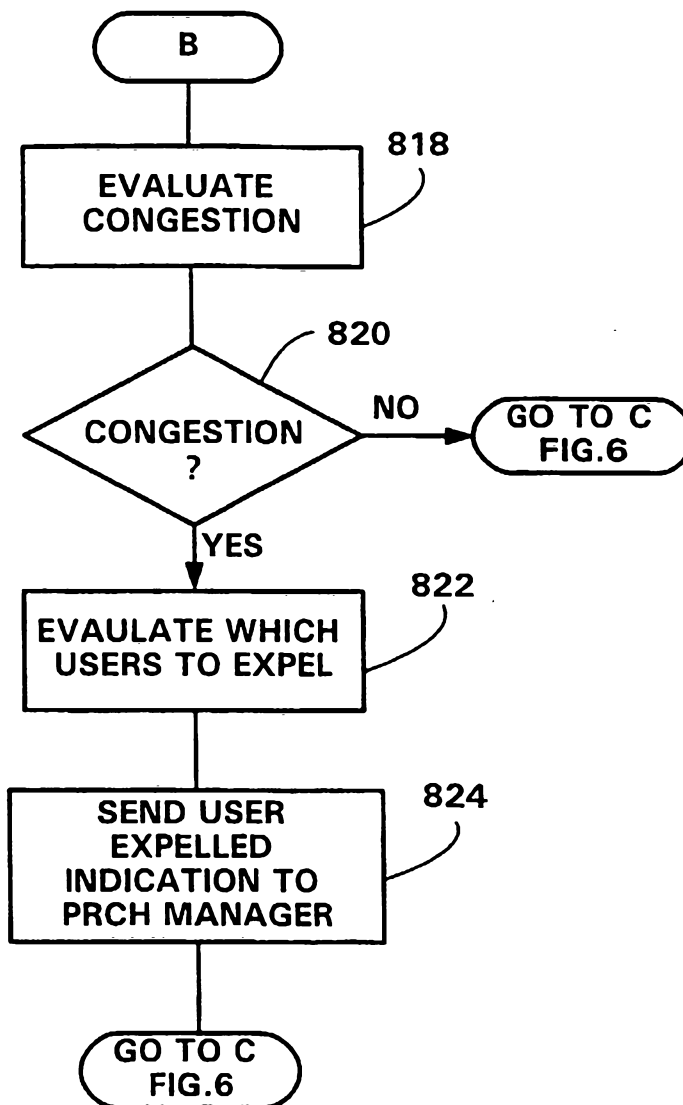 B
818
EVALUATE
CONGESTION
820
CONGESTION
?
NO
GO TO C
FIG.6
YES
822
EVAULATE WHICH
USERS TO EXPEL
824
SEND USER
EXPELLED
INDICATION TO
PRCH MANAGER
GO TO C
FIG.6